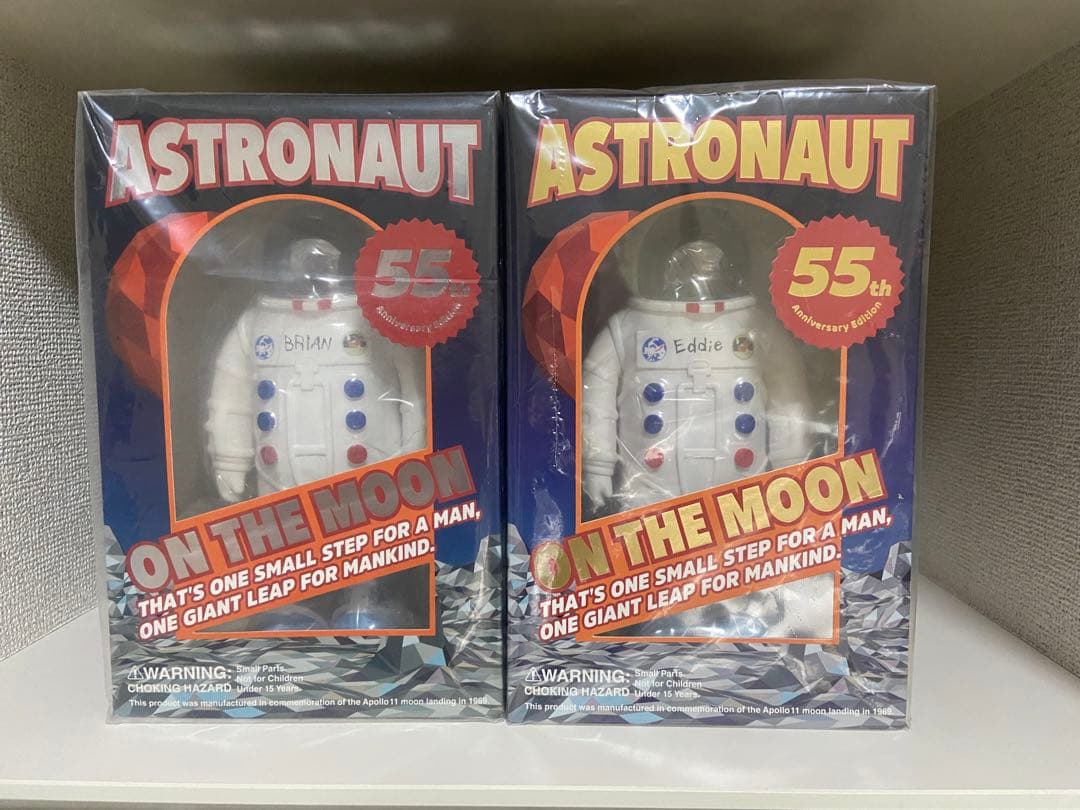 ASTRONAUT
55th
Anniversary Edition
BRIAN
ON THE MOON
THAT'S ONE SMALL STEP FOR A MAN,
ONE GIANT LEAP FOR MANKIND.
⚠WARNING:
CHOKING HAZARD
Small Parts.
Not for Children
Under 15 Years.
This product was manufactured in commemoration of the Apollo11 moon landing in 1969.
ASTRONAUT
55th
Anniversary Edition
Eddie
ON THE MOON
THAT'S ONE SMALL STEP FOR A MAN,
ONE GIANT LEAP FOR MANKIND.
⚠WARNING:
CHOKING HAZARD
Small Parts.
Not for Children
Under 15 Years.
This product was manufactured in commemoration of the Apollo11 moon landing in 1969.